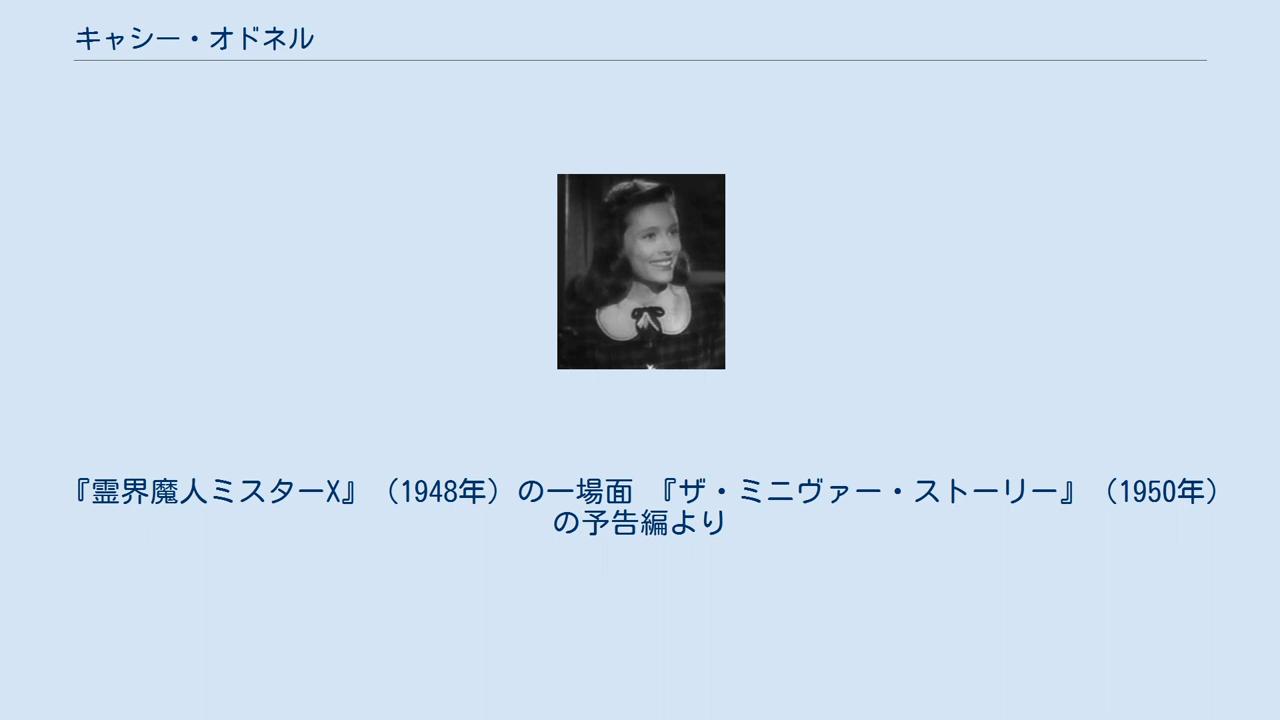 キャシー・オドネル
『霊界魔人ミスターX』（1948年）の一場面　『ザ・ミニヴァー・ストーリー』（1950年）
の予告編より